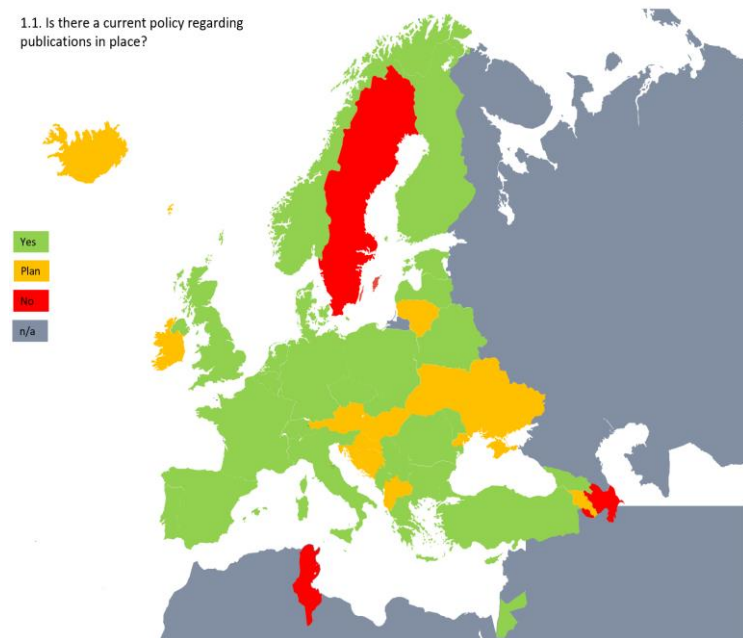 1.1. Is there a current policy regarding
publications in place?
Yes
Plan
No
n/a